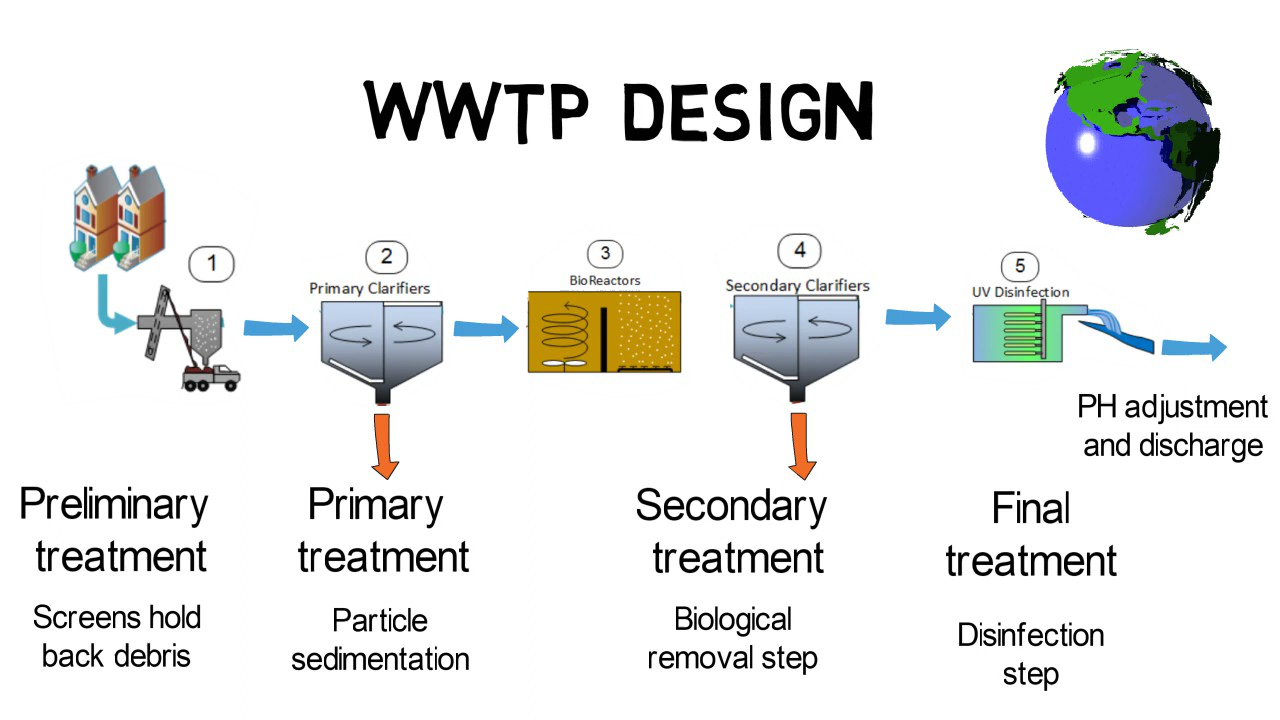 WWTP DESIGN
1
2
Primary Clarifiers
3
BioReactors
4
Secondary Clarifiers
5
UV Disinfection
PH adjustment
and discharge
Preliminary
treatment
Screens hold
back debris
Primary
treatment
Particle
sedimentation
Secondary
treatment
Biological
removal step
Final
treatment
Disinfection
step